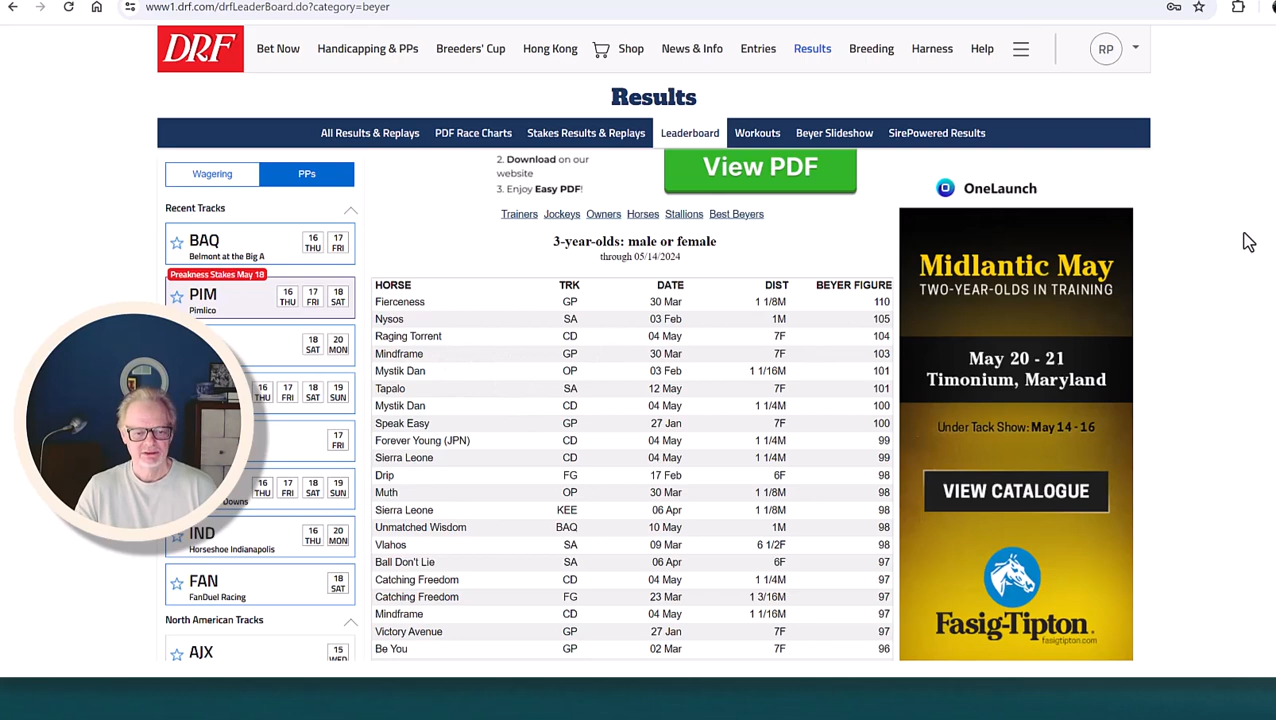 www1.drf.com/drfLeaderBoard.do?category=beyer
DRF
Bet Now Handicapping & PPs Breeders' Cup Hong Kong Shop News & Info Entries Results Breeding Harness Help RP
Results
All Results & Replays PDF Race Charts Stakes Results & Replays Leaderboard Workouts Beyer Slideshow SirePowered Results
Wagering PPs
Recent Tracks
BAQ 16 THU 17 FRI
Belmont at the Big A
Preakness Stakes May 18
PIM 16 THU 17 FRI 18 SAT
Pimlico
18 SAT 20 MON
16 THU 17 FRI 18 SAT 19 SUN
17 FRI
16 THU 17 FRI 18 SAT 19 SUN
Downs
IND 16 THU 20 MON
Horseshoe Indianapolis
FAN 18 SAT
FanDuel Racing
North American Tracks
AJX 15 WED
2. Download on our
website
3. Enjoy Easy PDF!
View PDF
Trainers Jockeys Owners Horses Stallions Best Beyers
3-year-olds: male or female
through 05/14/2024
HORSE TRK DATE DIST BEYER FIGURE
Fierceness GP 30 Mar 1 1/8M 110
Nysos SA 03 Feb 1M 105
Raging Torrent CD 04 May 7F 104
Mindframe GP 30 Mar 7F 103
Mystik Dan OP 03 Feb 1 1/16M 101
Tapalo SA 12 May 7F 101
Mystik Dan CD 04 May 1 1/4M 100
Speak Easy GP 27 Jan 7F 100
Forever Young (JPN) CD 04 May 1 1/4M 99
Sierra Leone CD 04 May 1 1/4M 99
Drip FG 17 Feb 6F 98
Muth OP 30 Mar 1 1/8M 98
Sierra Leone KEE 06 Apr 1 1/8M 98
Unmatched Wisdom BAQ 10 May 1M 98
Vlahos SA 09 Mar 6 1/2F 98
Ball Don't Lie SA 06 Apr 6F 97
Catching Freedom CD 04 May 1 1/4M 97
Catching Freedom FG 23 Mar 1 3/16M 97
Mindframe CD 04 May 1 1/16M 97
Victory Avenue GP 27 Jan 7F 97
Be You GP 02 Mar 7F 96
OneLaunch
Midlantic May
TWO-YEAR-OLDS IN TRAINING
May 20 - 21
Timonium, Maryland
Under Tack Show: May 14 - 16
VIEW CATALOGUE
Fasig-Tipton.
fasigtipton.com